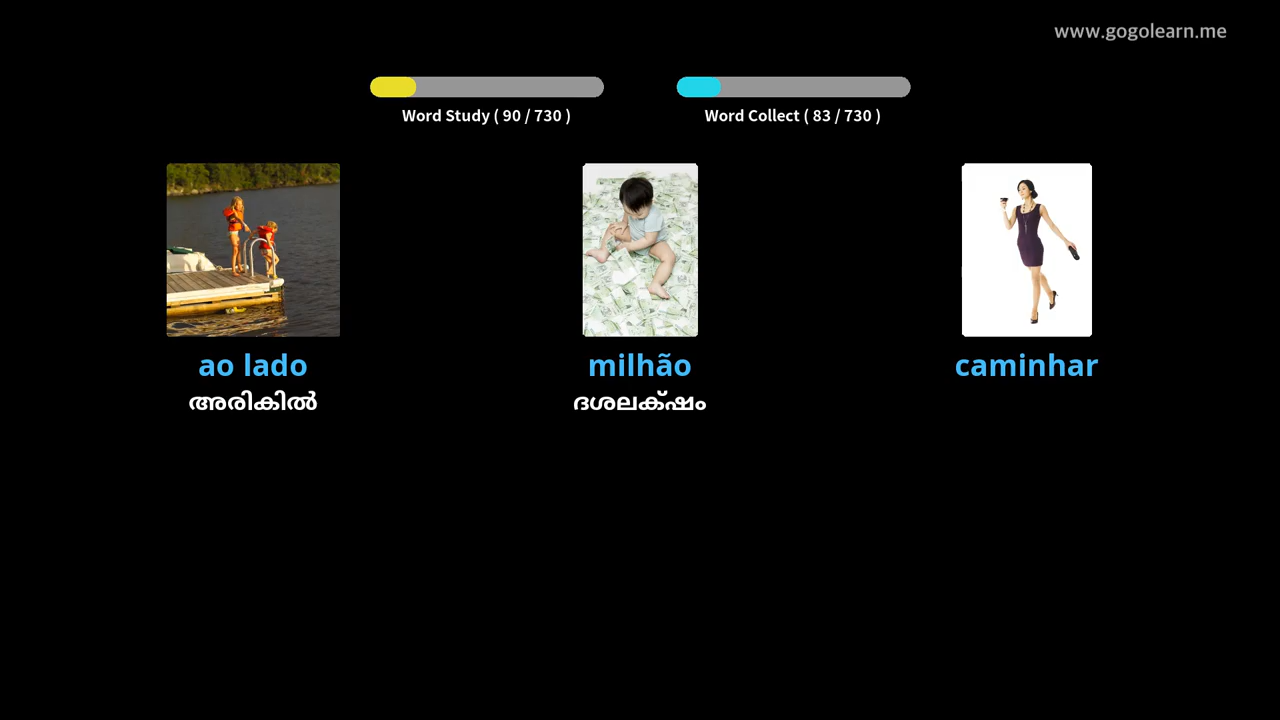 www.gogolearn.me
Word Study ( 90 / 730 )
Word Collect ( 83 / 730 )
ao lado
milhão
caminhar
അരികിൽ
ദശലക്ഷം